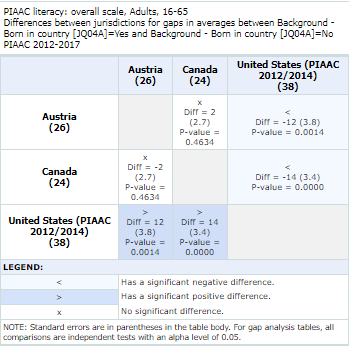 PIAAC literacy: overall scale, Adults, 16-65
Differences between jurisdictions for gaps in averages between Background -
Born in country [JQ04A]=Yes and Background - Born in country [JQ04A]=No
PIAAC 2012-2017
Austria
(26)
Canada
(24)
United States (PIAAC
2012/2014)
(38)
Austria
(26)
x
Diff = 2
(2.7)
P-value =
0.4634
<
Diff = -12 (3.8)
P-value = 0.0014
Canada
(24)
x
Diff = -2
(2.7)
P-value =
0.4634
<
Diff = -14 (3.4)
P-value = 0.0000
United States (PIAAC
2012/2014)
(38)
>
Diff = 12
(3.8)
P-value =
0.0014
>
Diff = 14
(3.4)
P-value =
0.0000
LEGEND:
< Has a significant negative difference.
> Has a significant positive difference.
x No significant difference.
NOTE: Standard errors are in parentheses in the table body. For gap analysis tables, all
comparisons are independent tests with an alpha level of 0.05.